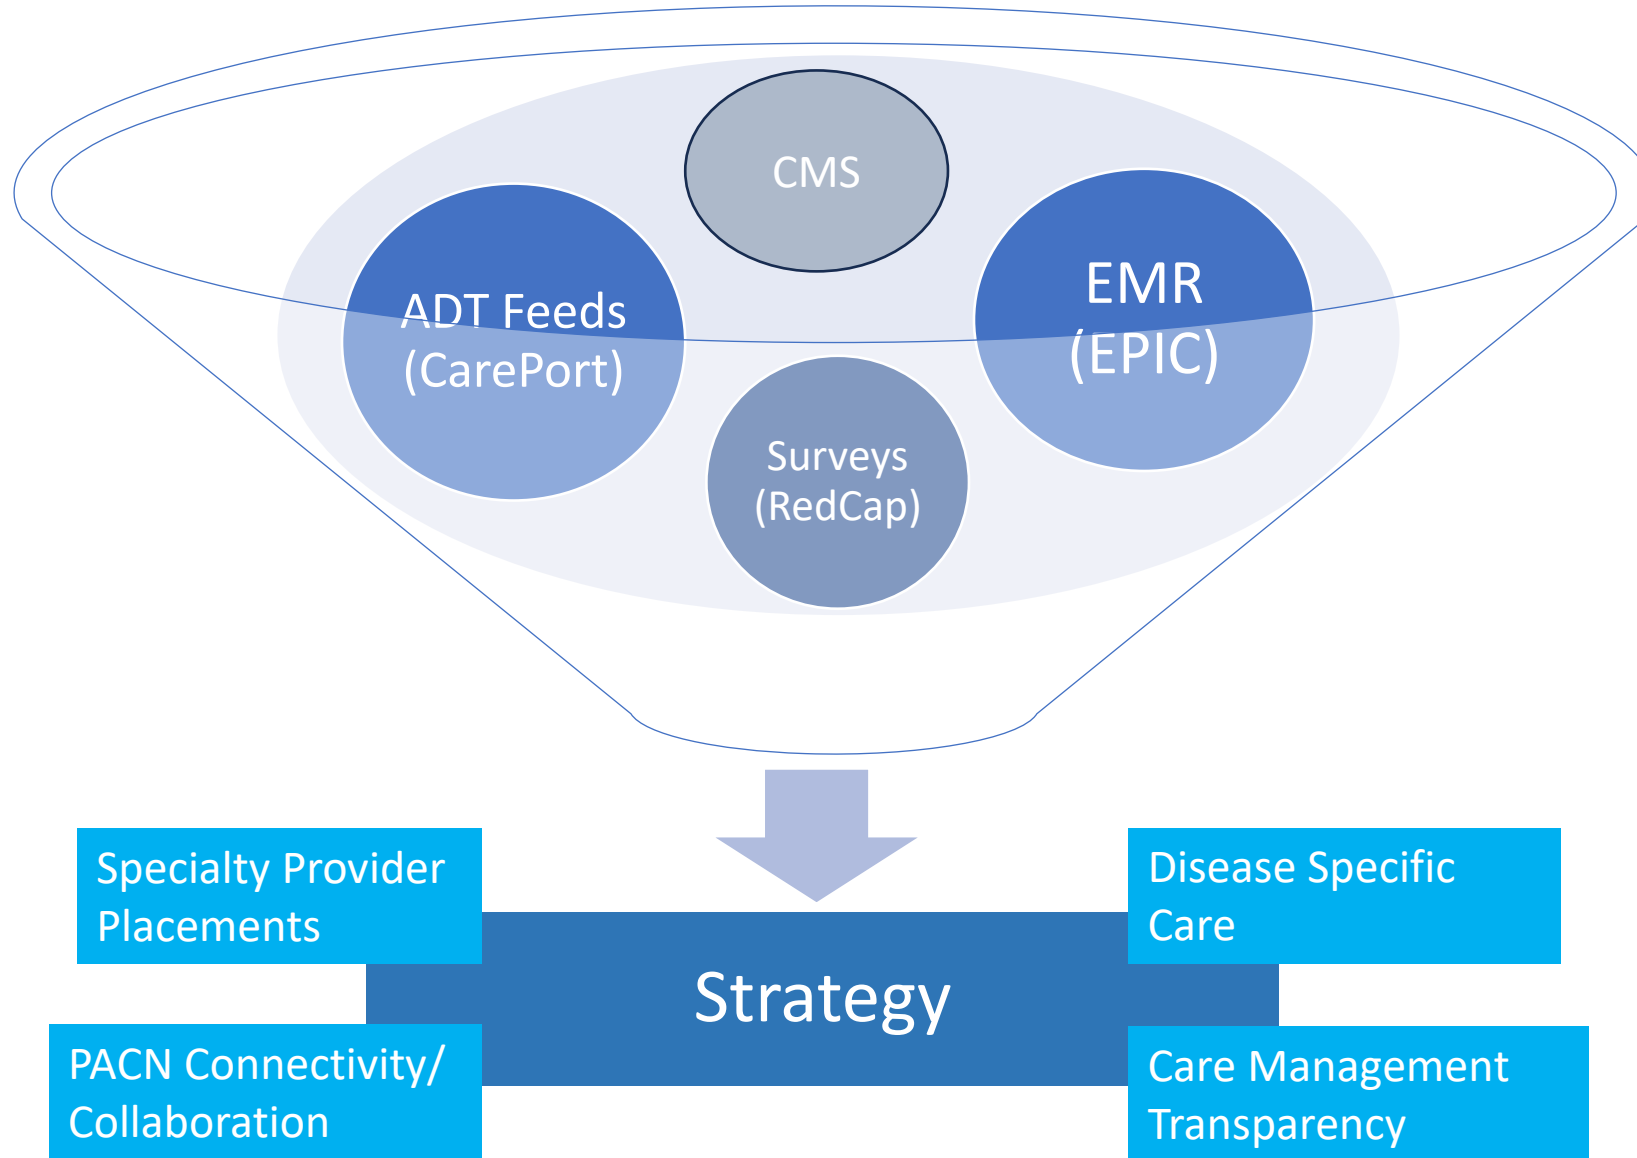 CMS
ADT Feeds
(CarePort)
EMR
(EPIC)
Surveys
(RedCap)
Specialty Provider
Placements
Disease Specific
Care
Strategy
PACN Connectivity/
Collaboration
Care Management
Transparency